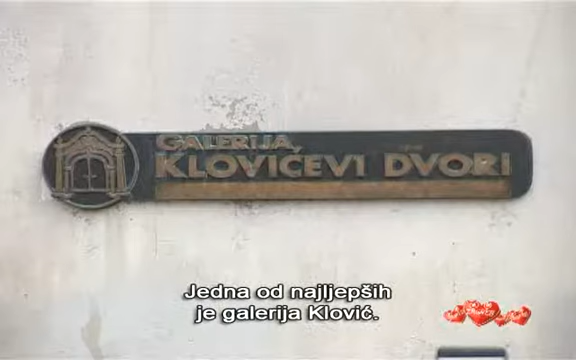 GALERIJA,
KLOVIĆEVI DVORI
Jedna od najljepših
je galerija Klović.